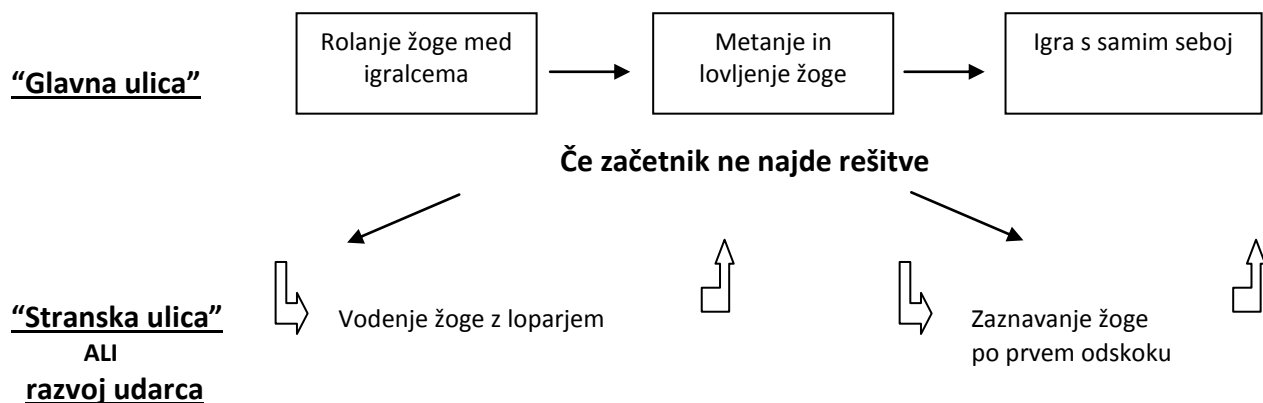 Rolanje žoge med
igralcema
Metanje in
lovljenje žoge
Igra s samim seboj
“Glavna ulica”
Če začetnik ne najde rešitve
“Stranska ulica”
ALI
razvoj udarca
Vodenje žoge z loparjem
Zaznavanje žoge
po prvem odskoku